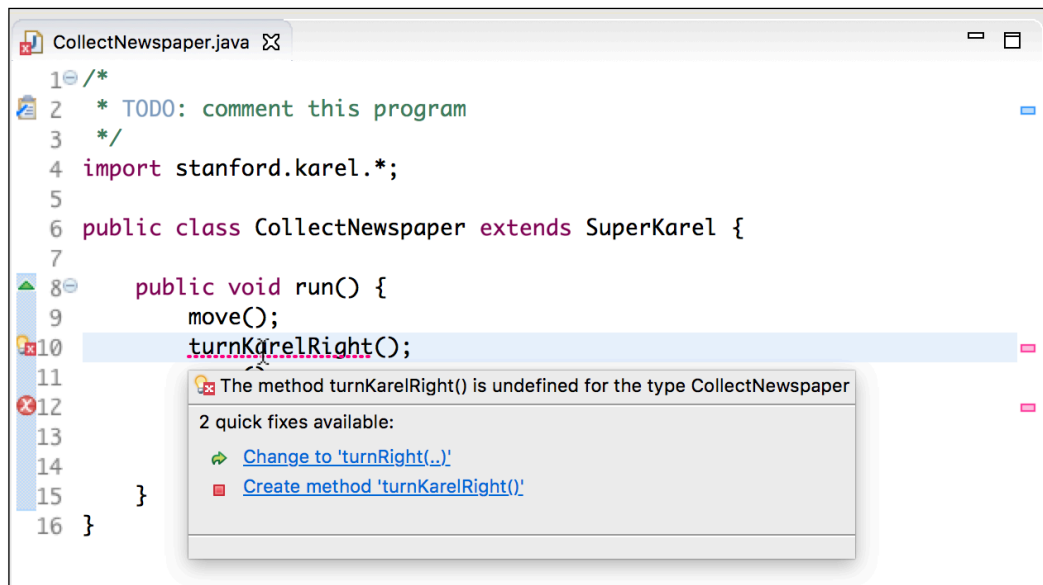 CollectNewspaper.java
1 /*
2  * TODO: comment this program
3  */
4 import stanford.karel.*;
5
6 public class CollectNewspaper extends SuperKarel {
7
8     public void run() {
9         move();
10         turnKarelRight();
11
The method turnKarelRight() is undefined for the type CollectNewspaper
12
2 quick fixes available:
13
Change to 'turnRight(..)'
14
Create method 'turnKarelRight()'
15     }
16 }